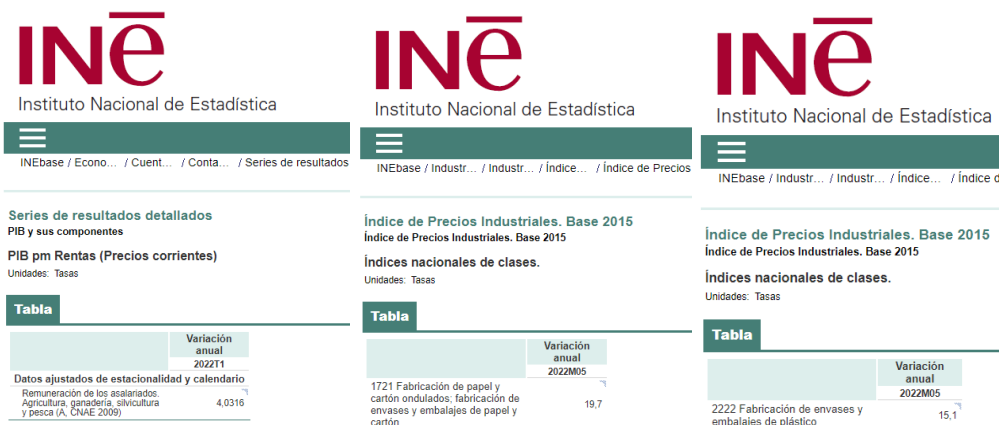 INe
Instituto Nacional de Estadística
INEbase / Econo... / Cuent... / Conta... / Series de resultados
Series de resultados detallados
PIB y sus componentes
PIB pm Rentas (Precios corrientes)
Unidades: Tasas
Tabla
Variación
anual
2022T1
Datos ajustados de estacionalidad y calendario
Remuneración de los asalariados.
Agricultura, ganadería, silvicultura
y pesca (A, CNAE 2009)
4,0316
INe
Instituto Nacional de Estadística
INEbase / Industr... / Industr... / Índice... / Índice de Precios
Índice de Precios Industriales. Base 2015
Índice de Precios Industriales. Base 2015
Índices nacionales de clases.
Unidades: Tasas
Tabla
Variación
anual
2022M05
1721 Fabricación de papel y
cartón ondulados; fabricación de
envases y embalajes de papel y
cartón
19,7
INe
Instituto Nacional de Estadística
INEbase / Industr... / Industr... / Índice... / Índice d
Índice de Precios Industriales. Base 2015
Índice de Precios Industriales. Base 2015
Índices nacionales de clases.
Unidades: Tasas
Tabla
Variación
anual
2022M05
2222 Fabricación de envases y
embalajes de plástico
15,1